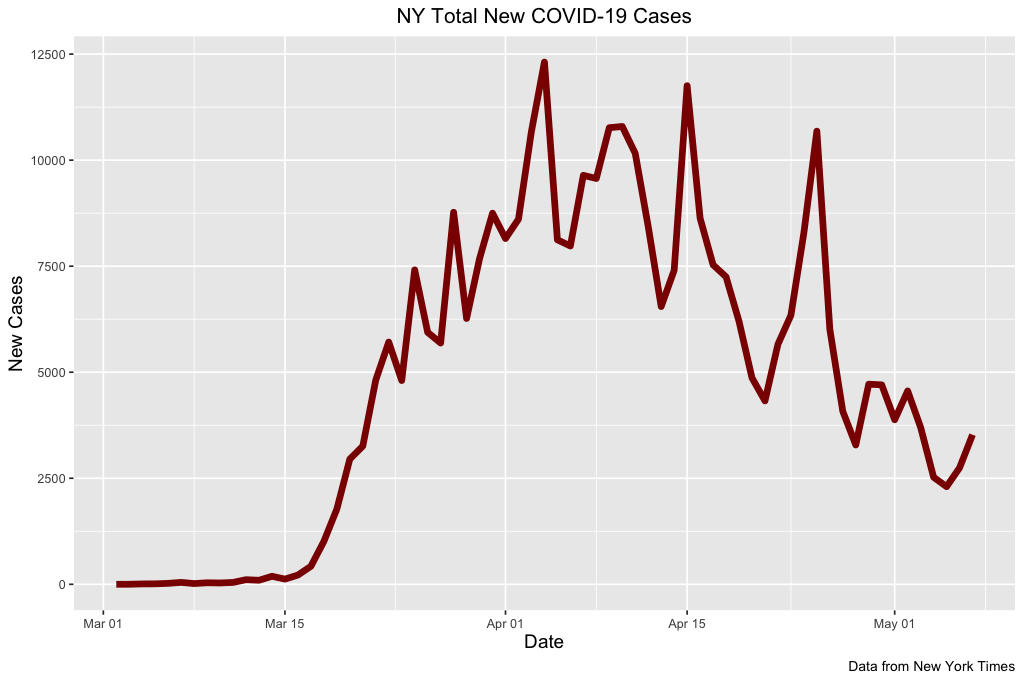 NY Total New COVID-19 Cases
New Cases
12500
10000
7500
5000
2500
0
Mar 01 Mar 15 Apr 01 Apr 15 May 01
Date
Data from New York Times